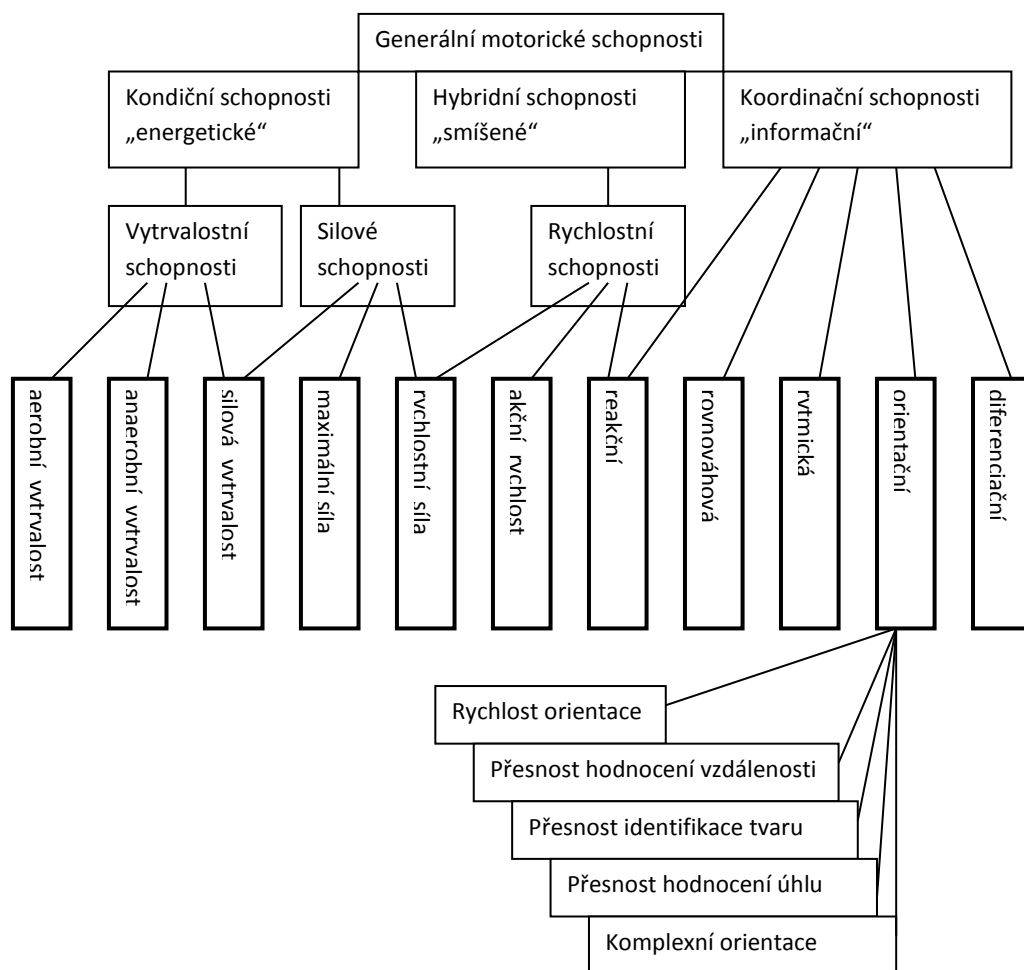 Generální motorické schopnosti
Kondiční schopnosti
„energetické“
Hybridní schopnosti
„smíšené“
Koordinační schopnosti
„informační“
Vytrvalostní
schopnosti
Silové
schopnosti
Rychlostní
schopnosti
aerobní vytrvalost
anaerobní vytrvalost
silová vytrvalost
maximální síla
rychlostní síla
akční rychlost
reakční
rovnováhová
rytmická
orientační
diferenciační
Rychlost orientace
Přesnost hodnocení vzdálenosti
Přesnost identifikace tvaru
Přesnost hodnocení úhlu
Komplexní orientace